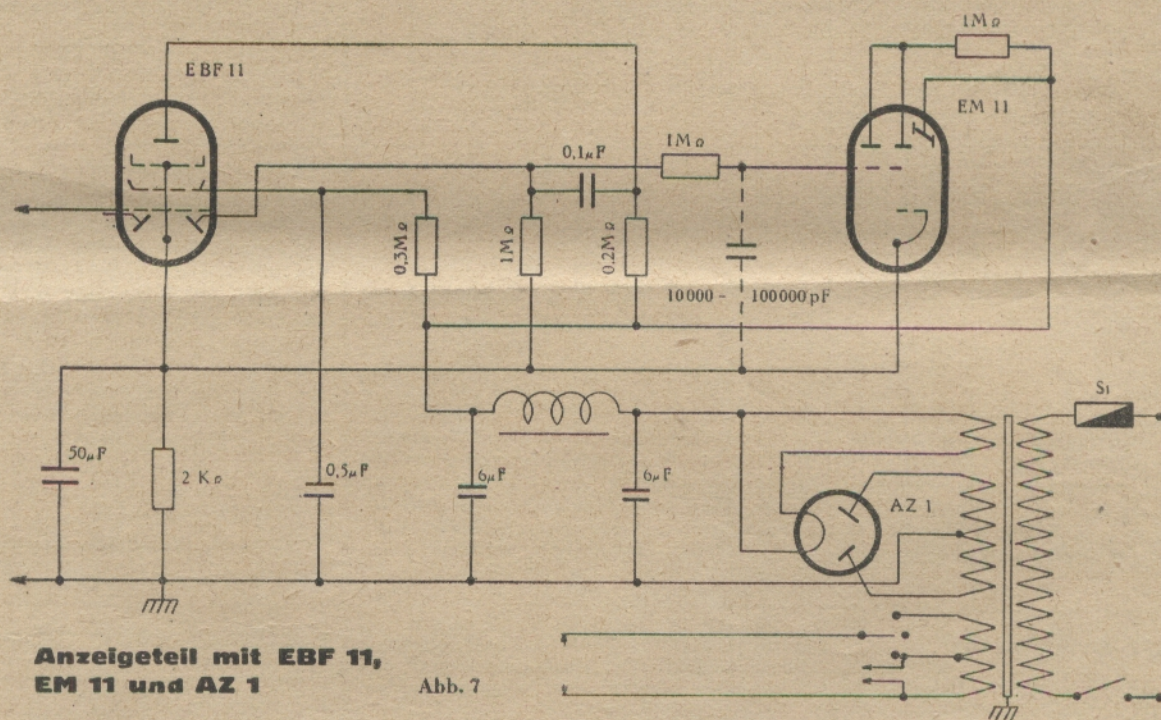 1MΩ
EBF 11
EM 11
0,1µF
1MΩ
0,3MΩ
1MΩ
0,2MΩ
10000 - 100000 pF
Si
50µF
2 KΩ
0,5µF
6µF
6µF
AZ 1
Anzeigeteil mit EBF 11,
EM 11 und AZ 1
Abb. 7